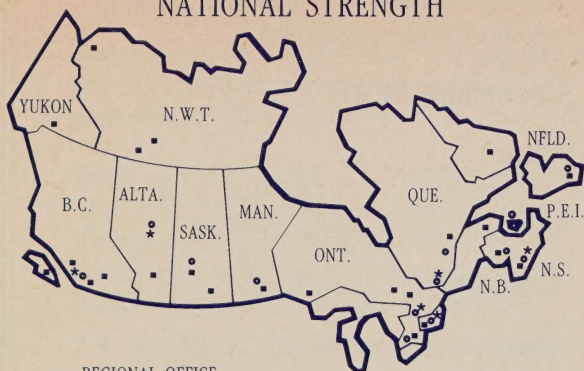 NATIONAL STRENGTH
YUKON
N.W.T.
NFLD.
B.C.
ALTA.
SASK.
MAN.
ONT.
QUE.
P.E.I.
N.S.
N.B.
REGIONAL OFFICE